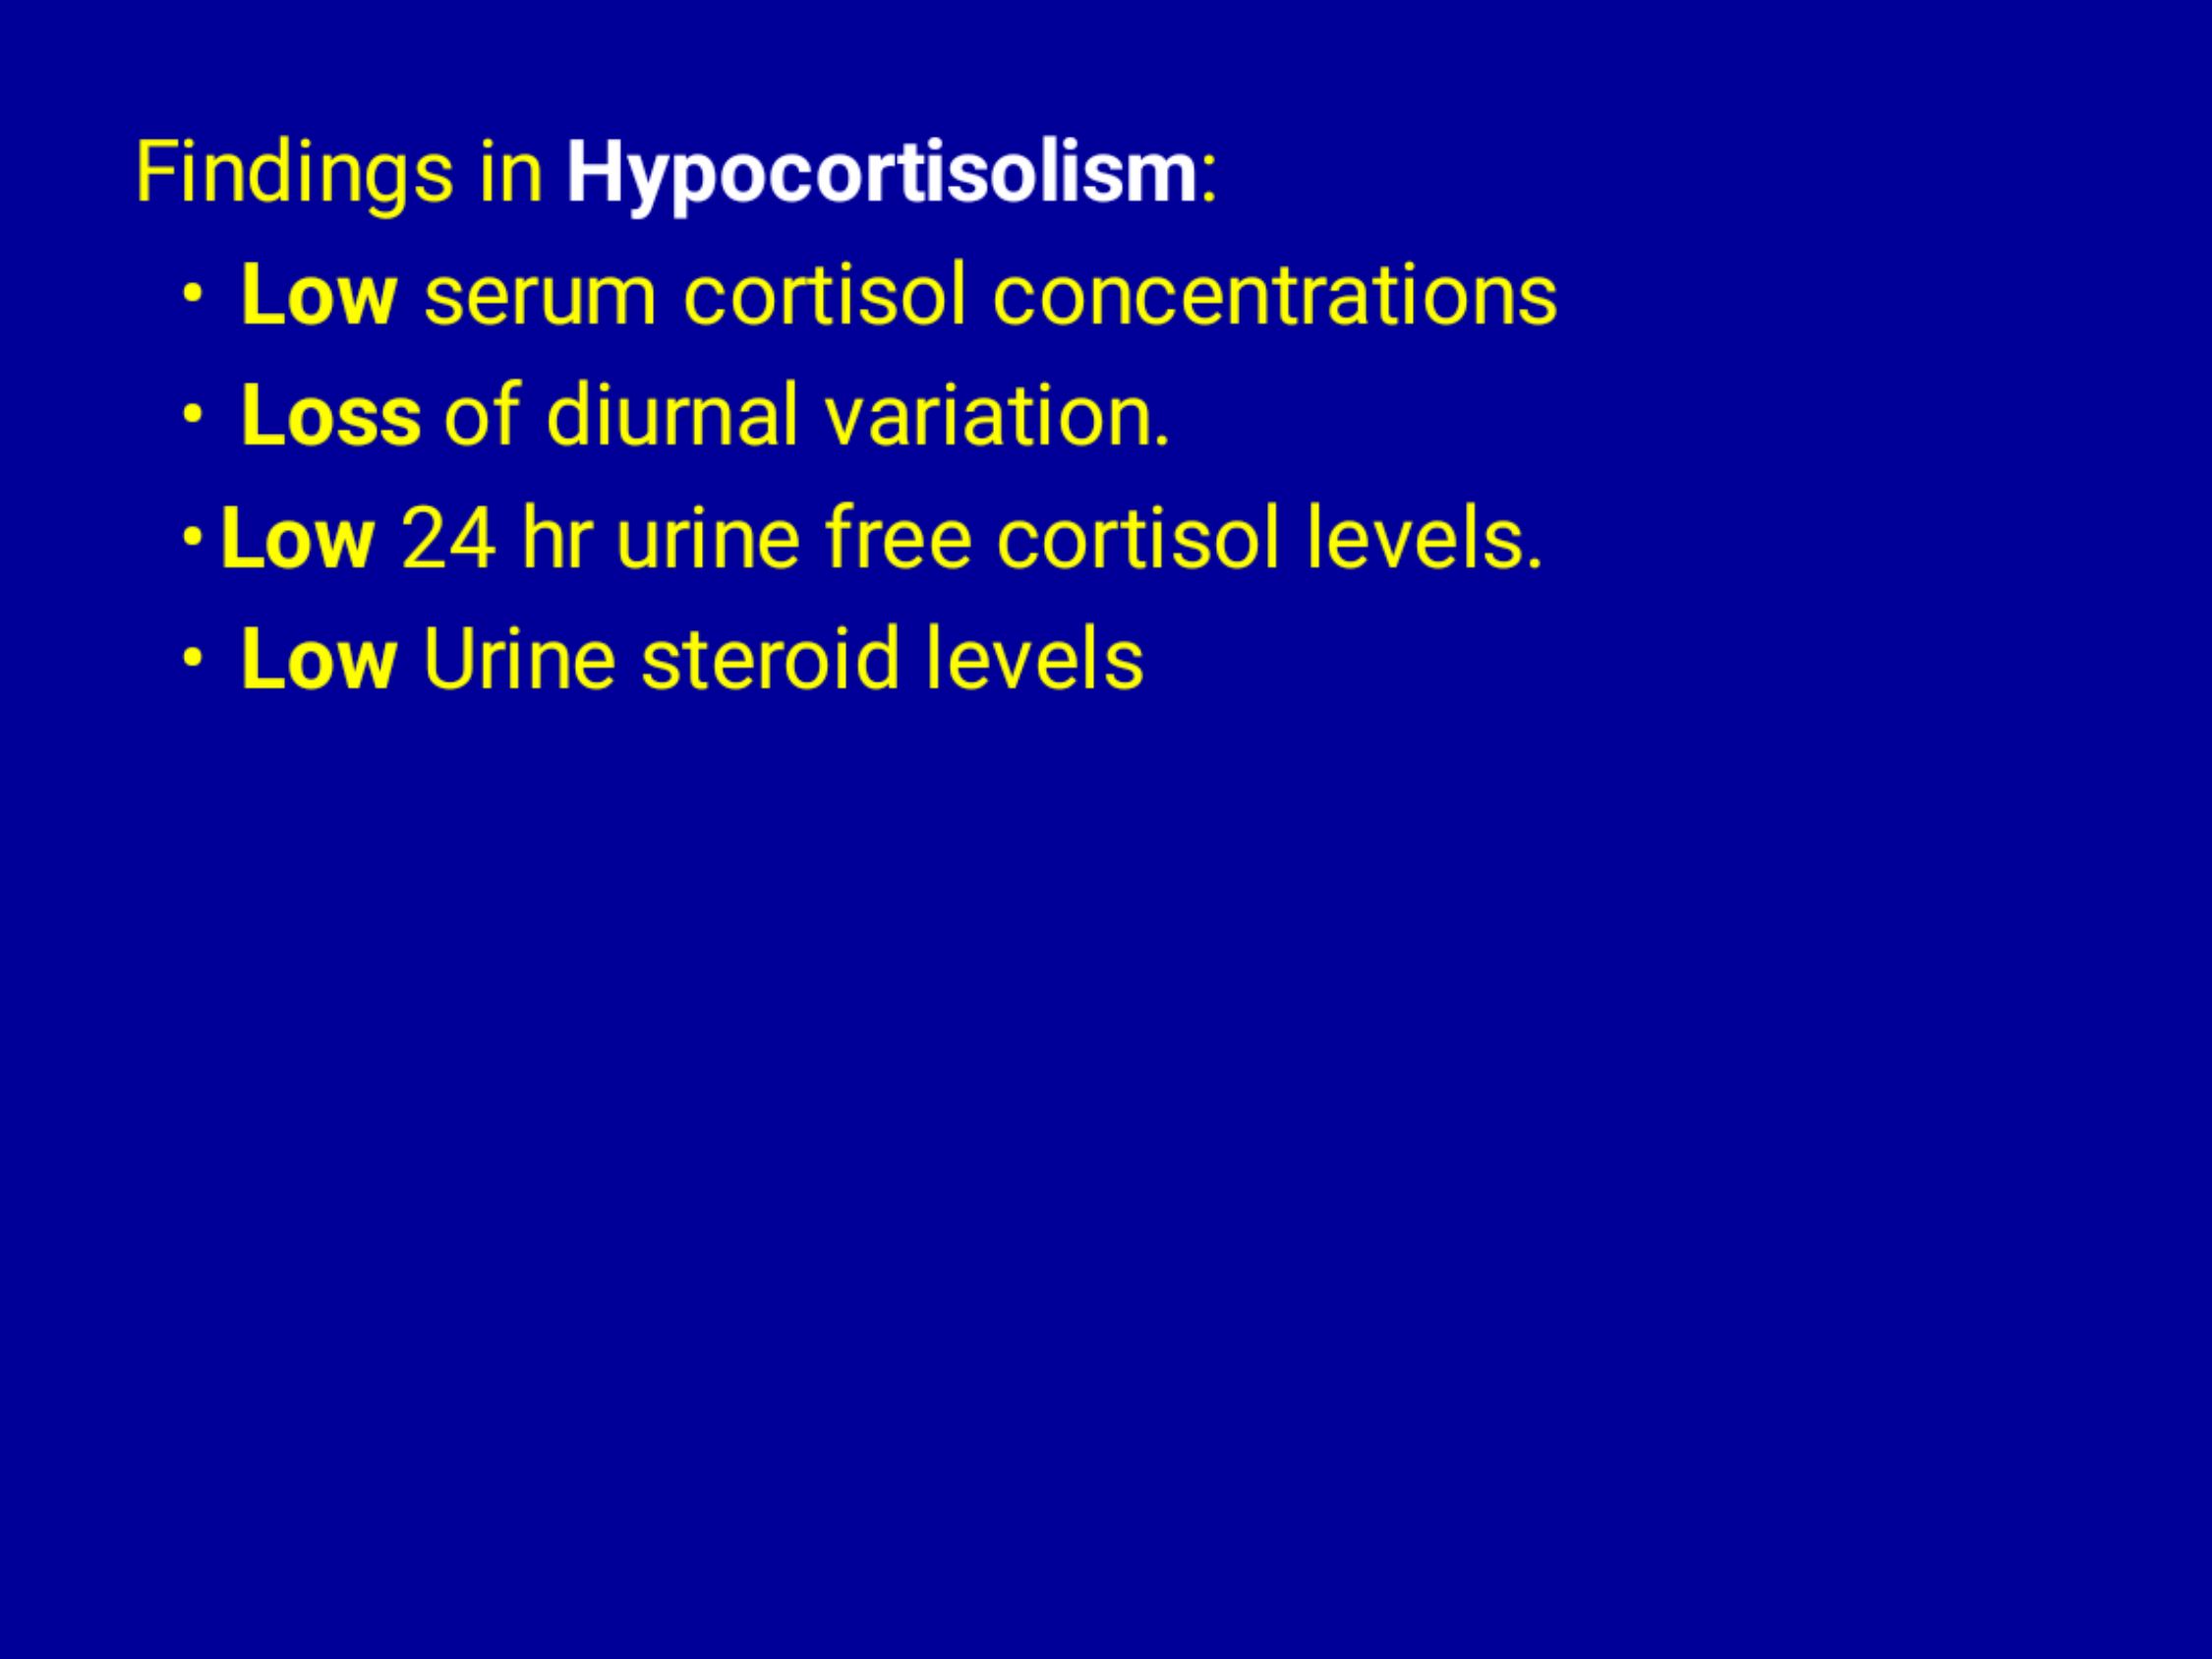 Findings in Hypocortisolism:
• Low serum cortisol concentrations
• Loss of diurnal variation.
• Low 24 hr urine free cortisol levels.
• Low Urine steroid levels